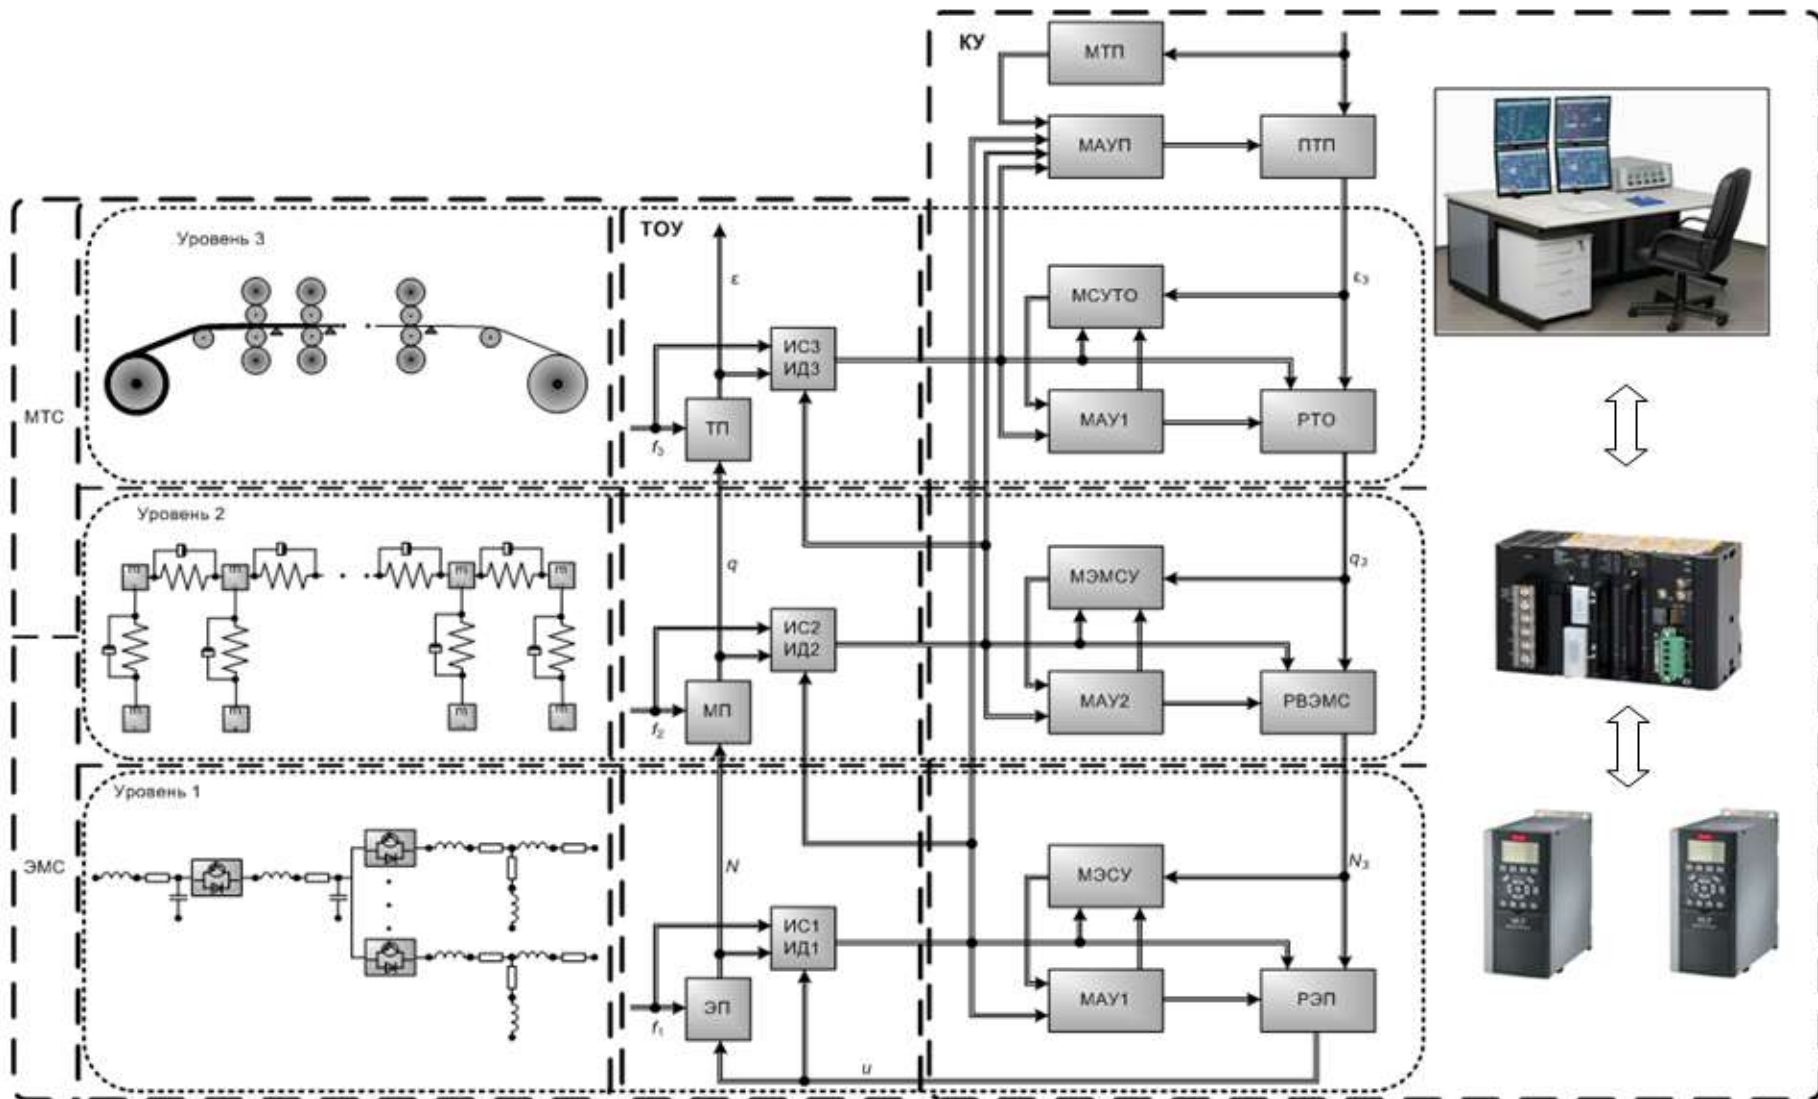 КУ
МТП
МАУП
ПТП
МТС
Уровень 3
ТОУ
ε
ε₃
МСУТО
ИС3
ИД3
ТП
f₃
МАУ1
РТО
Уровень 2
m
m
m
m
m
m
m
m
q
q₃
МЭМСУ
ИС2
ИД2
МП
f₂
МАУ2
РВЭМС
ЭМС
Уровень 1
N
N₃
МЭСУ
ИС1
ИД1
ЭП
f₁
МАУ1
РЭП
u